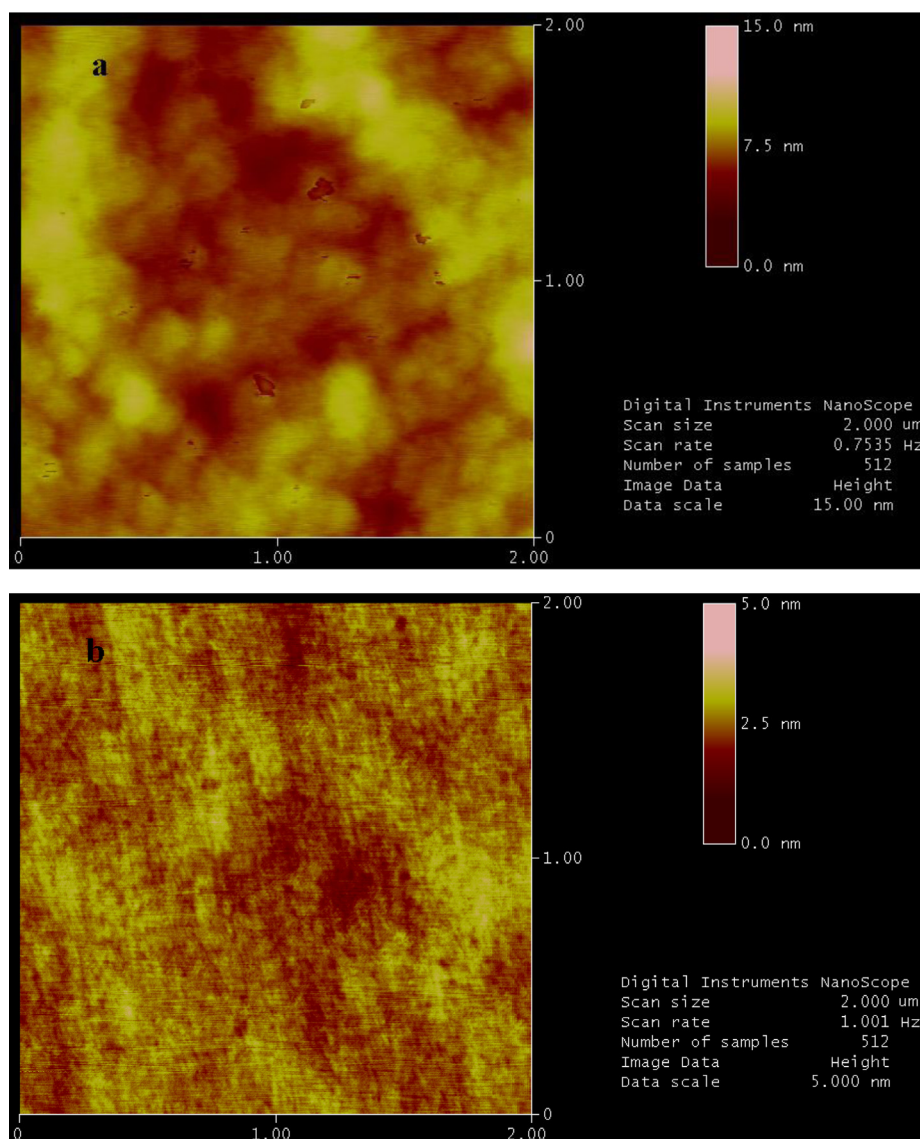 a
2.00
1.00
0
0
1.00
2.00
15.0 nm
7.5 nm
0.0 nm
Digital Instruments NanoScope
Scan size 2.000 um
Scan rate 0.7535 Hz
Number of samples 512
Image Data Height
Data scale 15.00 nm
b
2.00
1.00
0
0
1.00
2.00
5.0 nm
2.5 nm
0.0 nm
Digital Instruments NanoScope
Scan size 2.000 um
Scan rate 1.001 Hz
Number of samples 512
Image Data Height
Data scale 5.000 nm